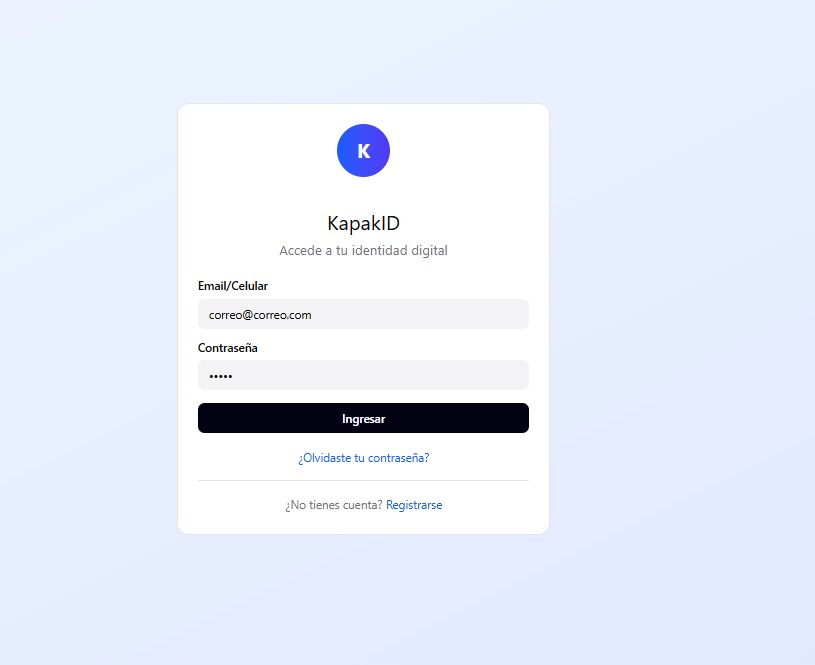 K
KapakID
Accede a tu identidad digital
Email/Celular
correo@correo.com
Contraseña
•••••
Ingresar
¿Olvidaste tu contraseña?
¿No tienes cuenta? Registrarse